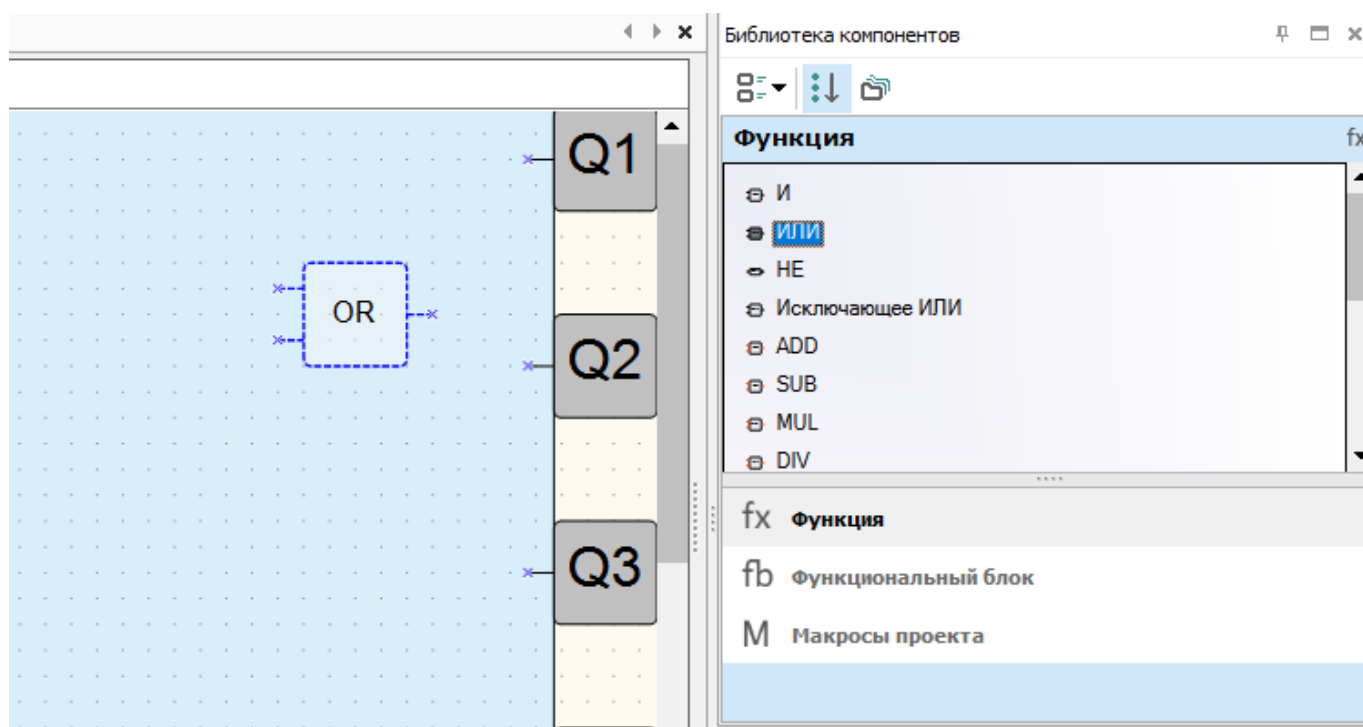 Библиотека компонентов
Функция
fx
И
ИЛИ
НЕ
Исключающее ИЛИ
ADD
SUB
MUL
DIV
fx Функция
fb Функциональный блок
M Макросы проекта
Q1
OR
Q2
Q3